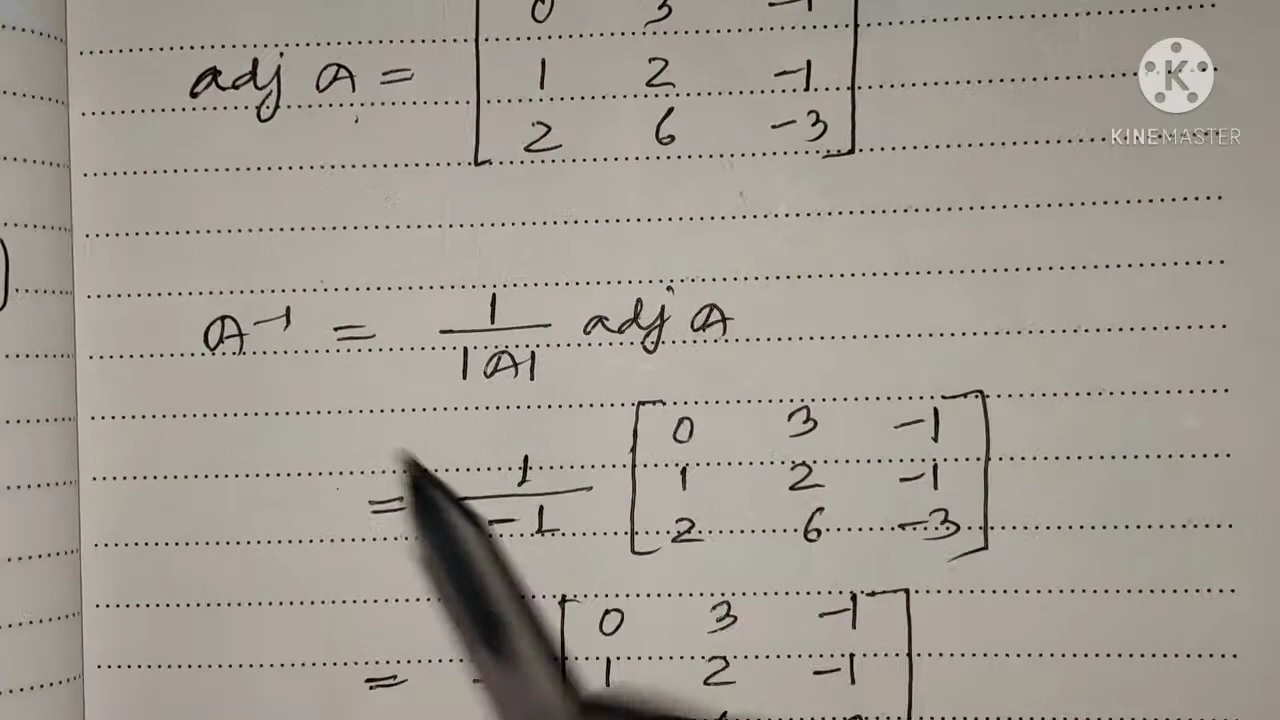 0 3 -1
adj A = 1 2 -1
2 6 -3
KINEMASTER
A⁻¹ = 1/|A| adj A
0 3 -1
= 1/-1 1 2 -1
2 6 -3
0 3 -1
= 1 2 -1